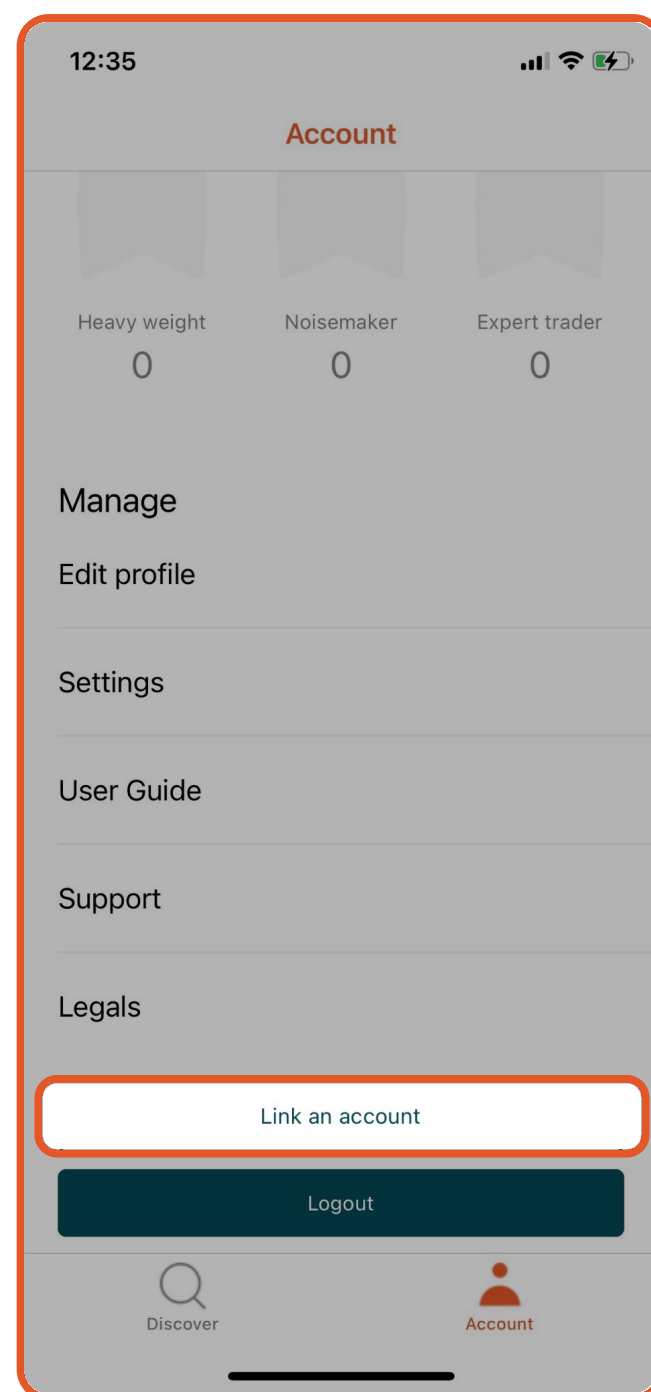 12:35
Account
Heavy weight Noisemaker Expert trader
0 0 0
Manage
Edit profile
Settings
User Guide
Support
Legals
Link an account
Logout
Discover Account